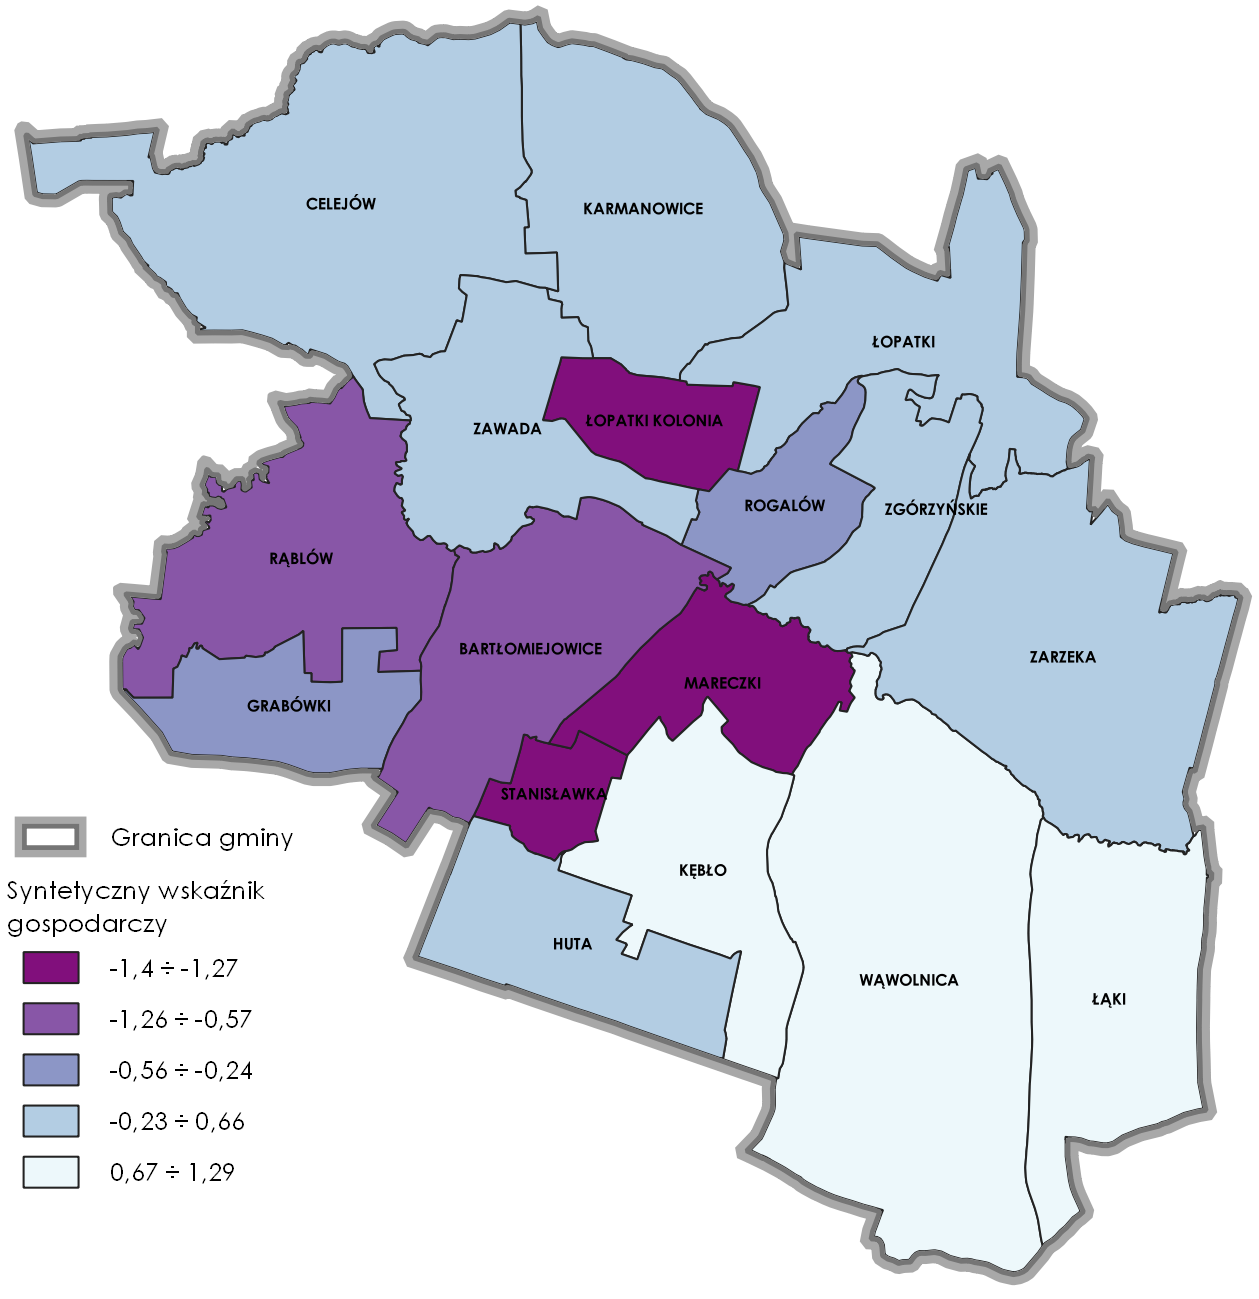 CELEJÓW
KARMANOWICE
ŁOPATKI
ZAWADA
ŁOPATKI KOLONIA
ROGALÓW
ZGÓRZYŃSKIE
RĄBLÓW
BARTŁOMIEJOWICE
ZARZEKA
MARECZKI
GRABÓWKI
STANISŁAWKA
KĘBŁO
HUTA
WĄWOLNICA
ŁĄKI
Granica gminy
Syntetyczny wskaźnik
gospodarczy
-1,4 ÷ -1,27
-1,26 ÷ -0,57
-0,56 ÷ -0,24
-0,23 ÷ 0,66
0,67 ÷ 1,29